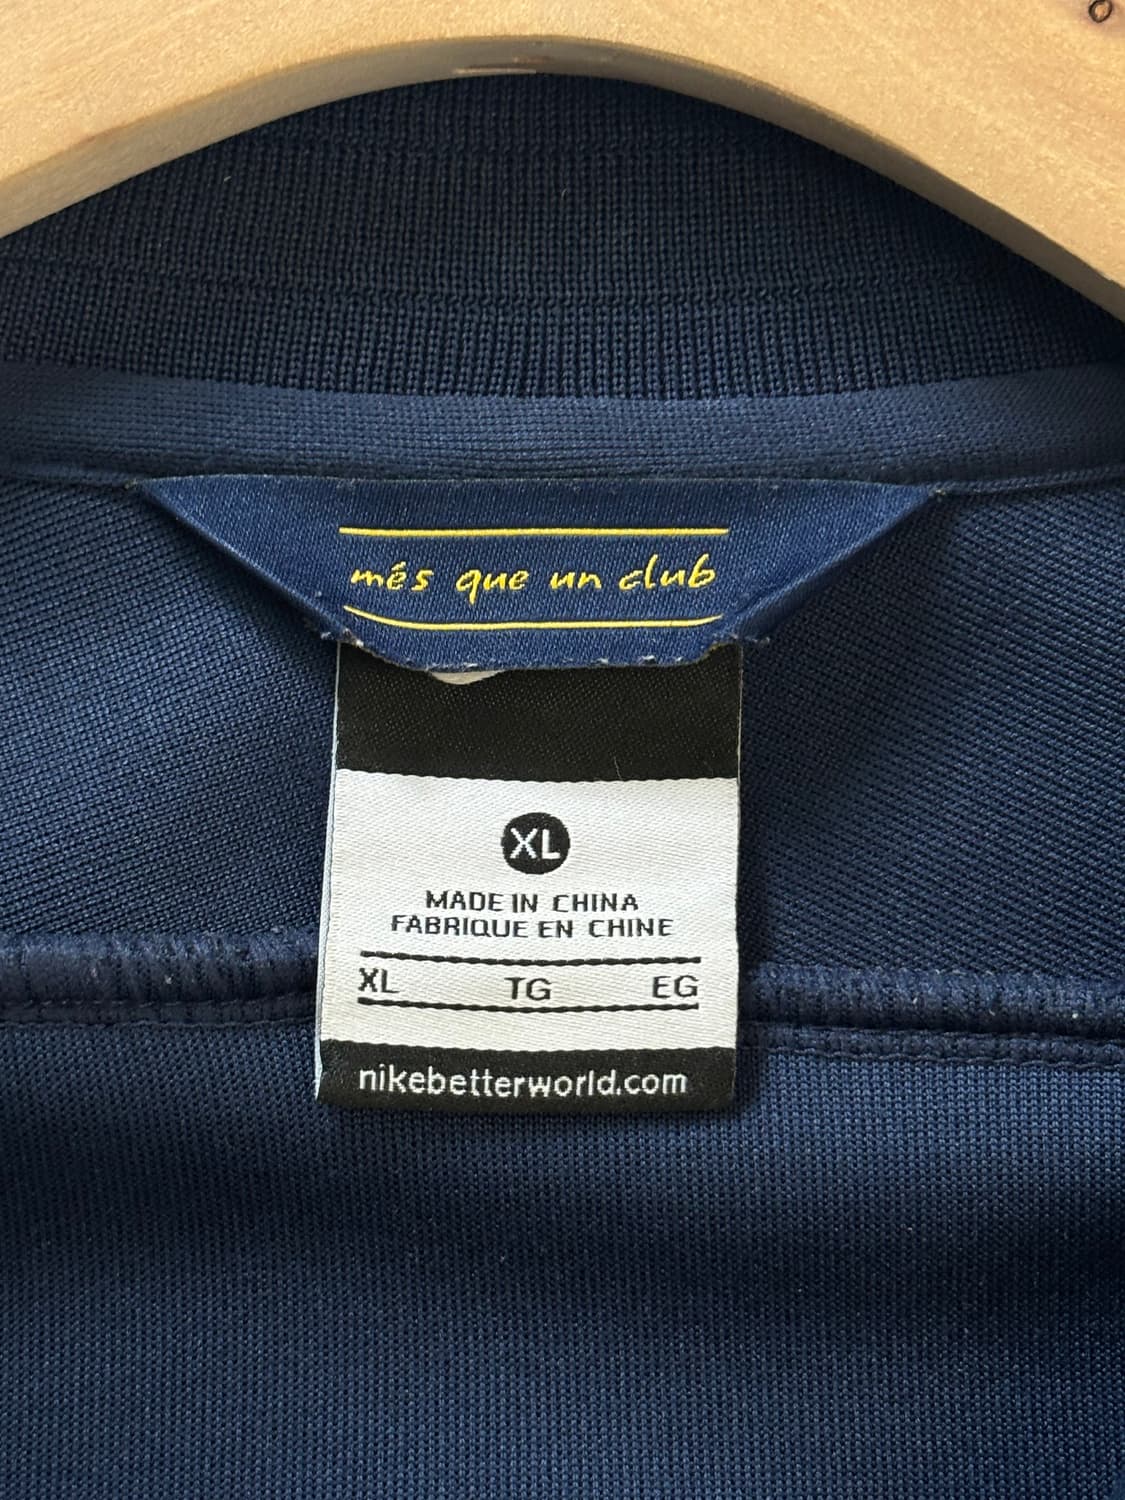 més que un club
XL
MADE IN CHINA
FABRIQUE EN CHINE
XL TG EG
nikebetterworld.com